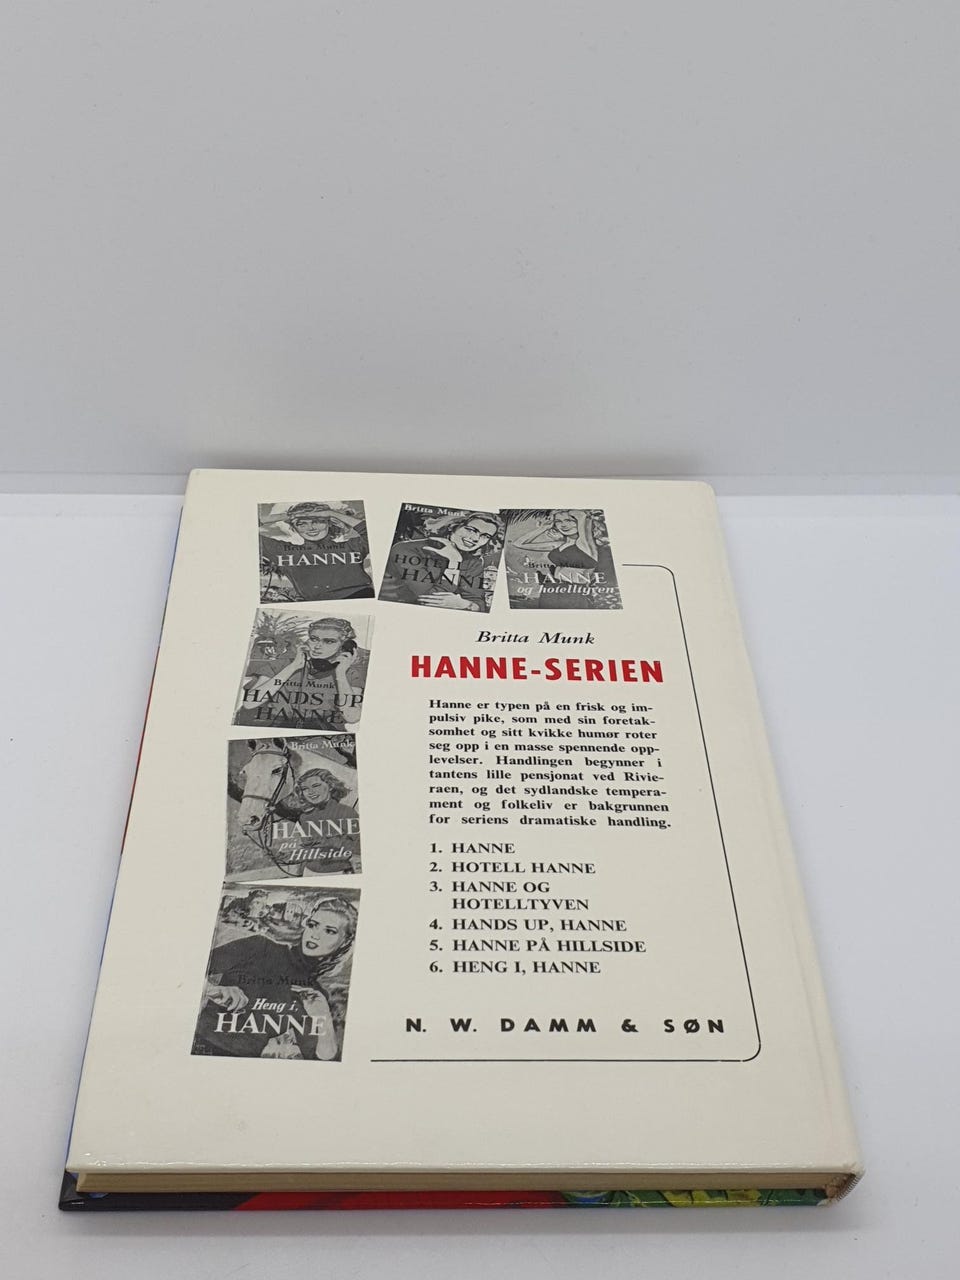 Britta Munk
HANNE
Britta Munk
HOTELL
HANNE
Britta Munk
HANNE
og hotelltyven
Britta Munk
HANDS UP
HANNE
Britta Munk
HANNE
på
Hillside
Britta Munk
Heng i,
HANNE
Britta Munk
HANNE-SERIEN
Hanne er typen på en frisk og im-
pulsiv pike, som med sin foretak-
somhet og sitt kvikke humør roter
seg opp i en masse spennende opp-
levelser. Handlingen begynner i
tantens lille pensjonat ved Rivie-
raen, og det sydlandske tempera-
ment og folkeliv er bakgrunnen
for seriens dramatiske handling.
1. HANNE
2. HOTELL HANNE
3. HANNE OG
HOTELLTYVEN
4. HANDS UP, HANNE
5. HANNE PÅ HILLSIDE
6. HENG I, HANNE
N. W. DAMM & SØN